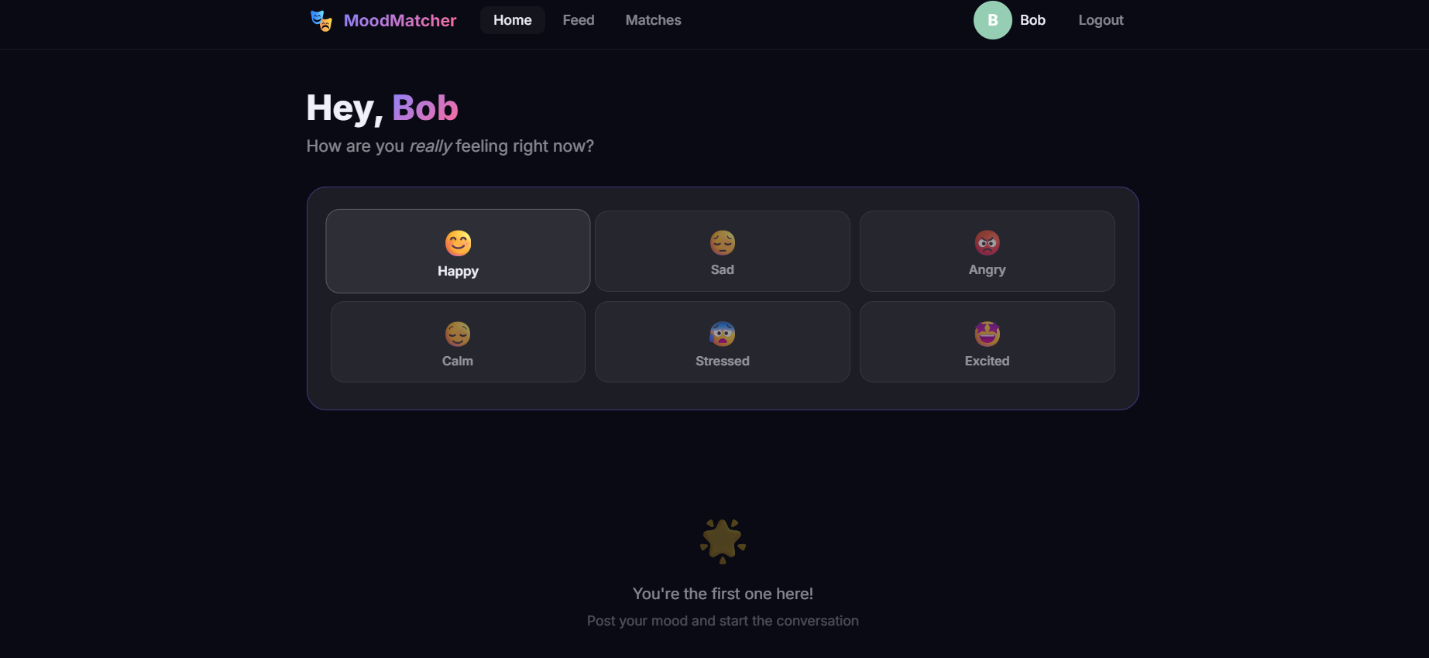 MoodMatcher Home Feed Matches B Bob Logout
Hey, Bob
How are you really feeling right now?
Happy Sad Angry
Calm Stressed Excited
You're the first one here!
Post your mood and start the conversation